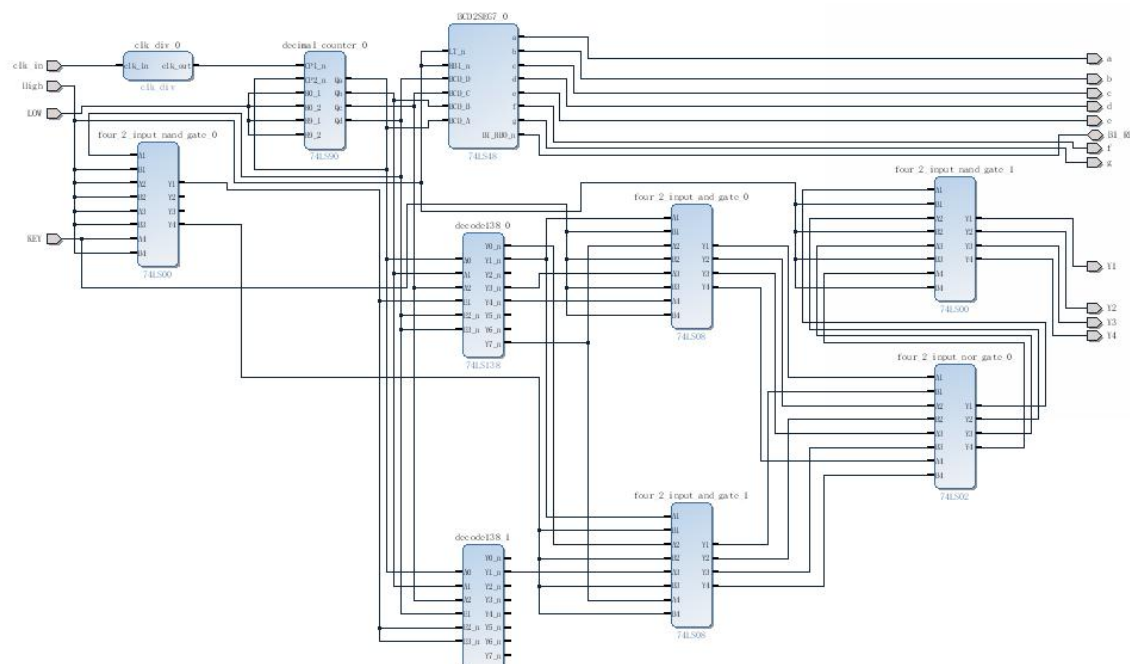 BCD2SEG7_0
clk_div_0
decimal_counter_0
clk_in
High
LOW
KEY
clk_in clk_out
clk_div
CP1_n
CP2_n
R0_1
R0_2
R9_1
R9_2
Qa
Qb
Qc
Qd
74LS90
LT_n
RBI_n
BCD_D
BCD_C
BCD_B
BCD_A
a
b
c
d
e
f
g
BI_RBO_n
74LS48
a
b
c
d
e
f
g
four_2_input_nand_gate_0
A1
B1
A2
B2
A3
B3
A4
B4
Y1
Y2
Y3
Y4
74LS00
decode138_0
A0
A1
A2
E1
E2_n
E3_n
Y0_n
Y1_n
Y2_n
Y3_n
Y4_n
Y5_n
Y6_n
Y7_n
74LS138
four_2_input_and_gate_0
A1
B1
A2
B2
A3
B3
A4
B4
Y1
Y2
Y3
Y4
74LS08
four_2_input_nand_gate_1
A1
B1
A2
B2
A3
B3
A4
B4
Y1
Y2
Y3
Y4
74LS00
Y1
Y2
Y3
Y4
four_2_input_nor_gate_0
A1
B1
A2
B2
A3
B3
A4
B4
Y1
Y2
Y3
Y4
74LS02
four_2_input_and_gate_1
A1
B1
A2
B2
A3
B3
A4
B4
Y1
Y2
Y3
Y4
74LS08
decode138_1
A0
A1
A2
E1
E2_n
E3_n
Y0_n
Y1_n
Y2_n
Y3_n
Y4_n
Y5_n
Y6_n
Y7_n